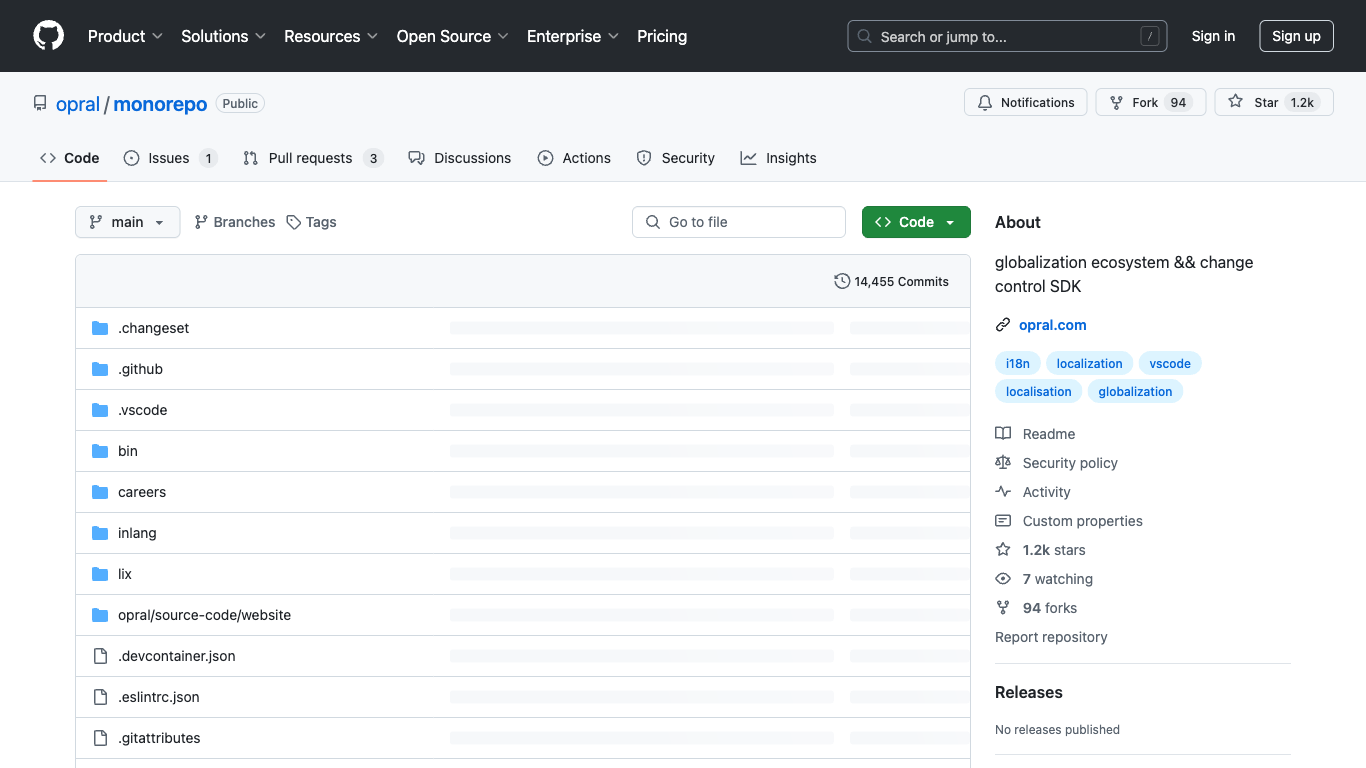 Product Solutions Resources Open Source Enterprise Pricing Search or jump to... / Sign in Sign up
opral / monorepo Public Notifications Fork 94 Star 1.2k
Code Issues 1 Pull requests 3 Discussions Actions Security Insights
main Branches Tags Go to file Code
14,455 Commits
.changeset
.github
.vscode
bin
careers
inlang
lix
opral/source-code/website
.devcontainer.json
.eslintrc.json
.gitattributes
About
globalization ecosystem && change
control SDK
opral.com
i18n localization vscode
localisation globalization
Readme
Security policy
Activity
Custom properties
1.2k stars
7 watching
94 forks
Report repository
Releases
No releases published